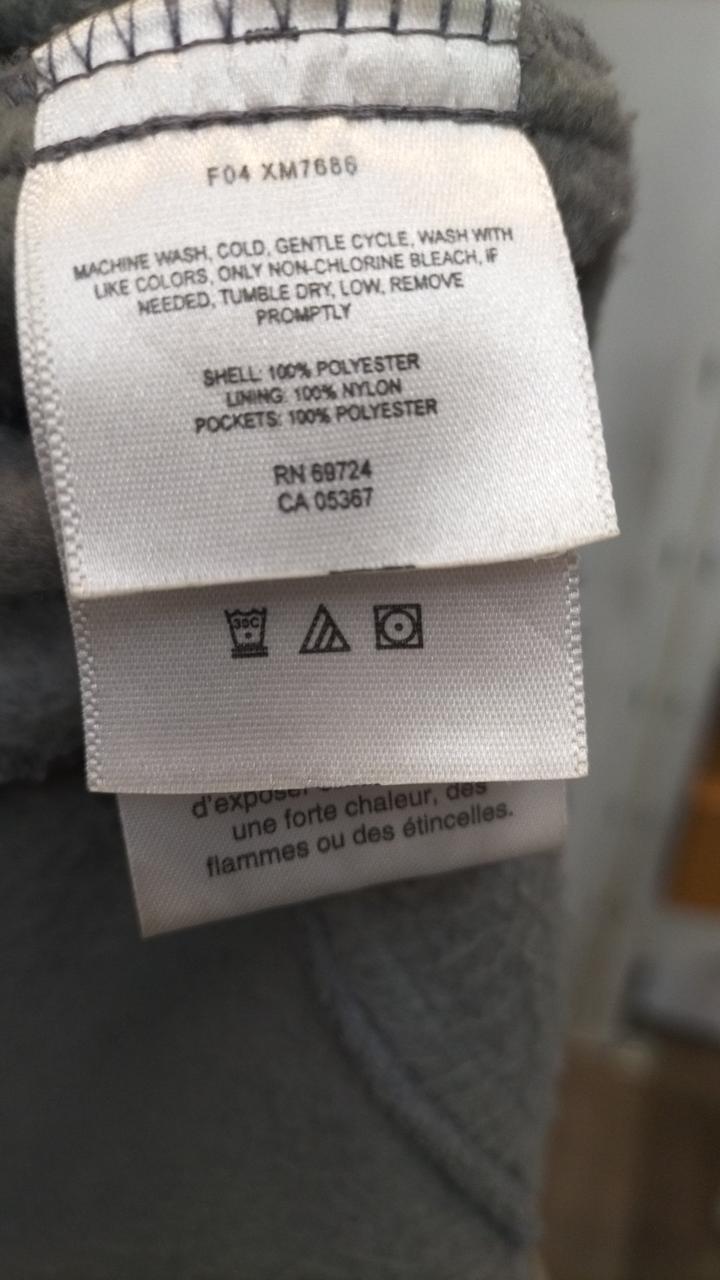 F04 XM7686
MACHINE WASH, COLD, GENTLE CYCLE, WASH WITH
LIKE COLORS, ONLY NON-CHLORINE BLEACH, IF
NEEDED, TUMBLE DRY, LOW, REMOVE
PROMPTLY
SHELL: 100% POLYESTER
LINING: 100% NYLON
POCKETS: 100% POLYESTER
RN 69724
CA 05367
30C
d'exposer
une forte chaleur, des
flammes ou des étincelles.